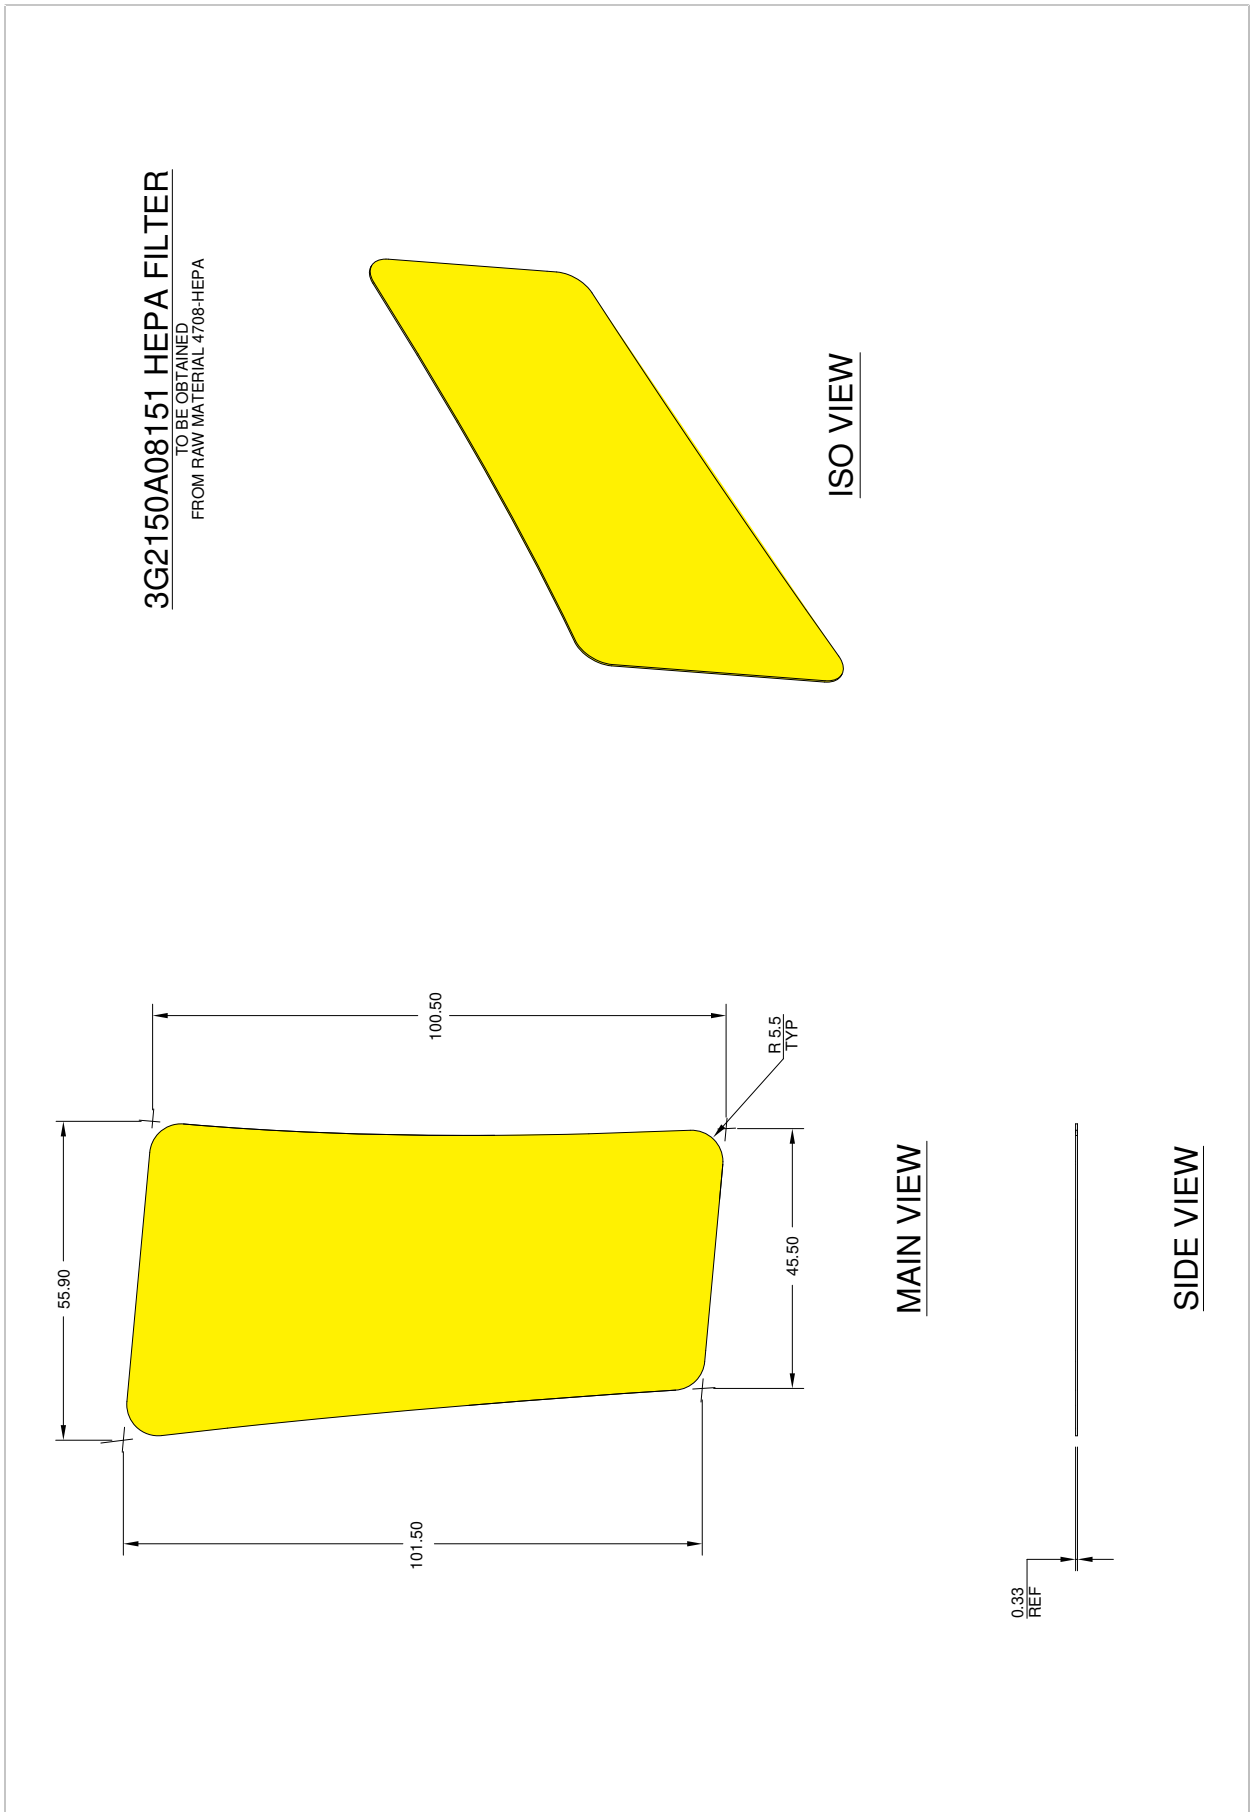 3G2150A08151 HEPA FILTER
TO BE OBTAINED
FROM RAW MATERIAL 4708-HEPA
55.90
100.50
101.50
R 5.5
TYP
45.50
MAIN VIEW
ISO VIEW
0.33
REF
SIDE VIEW